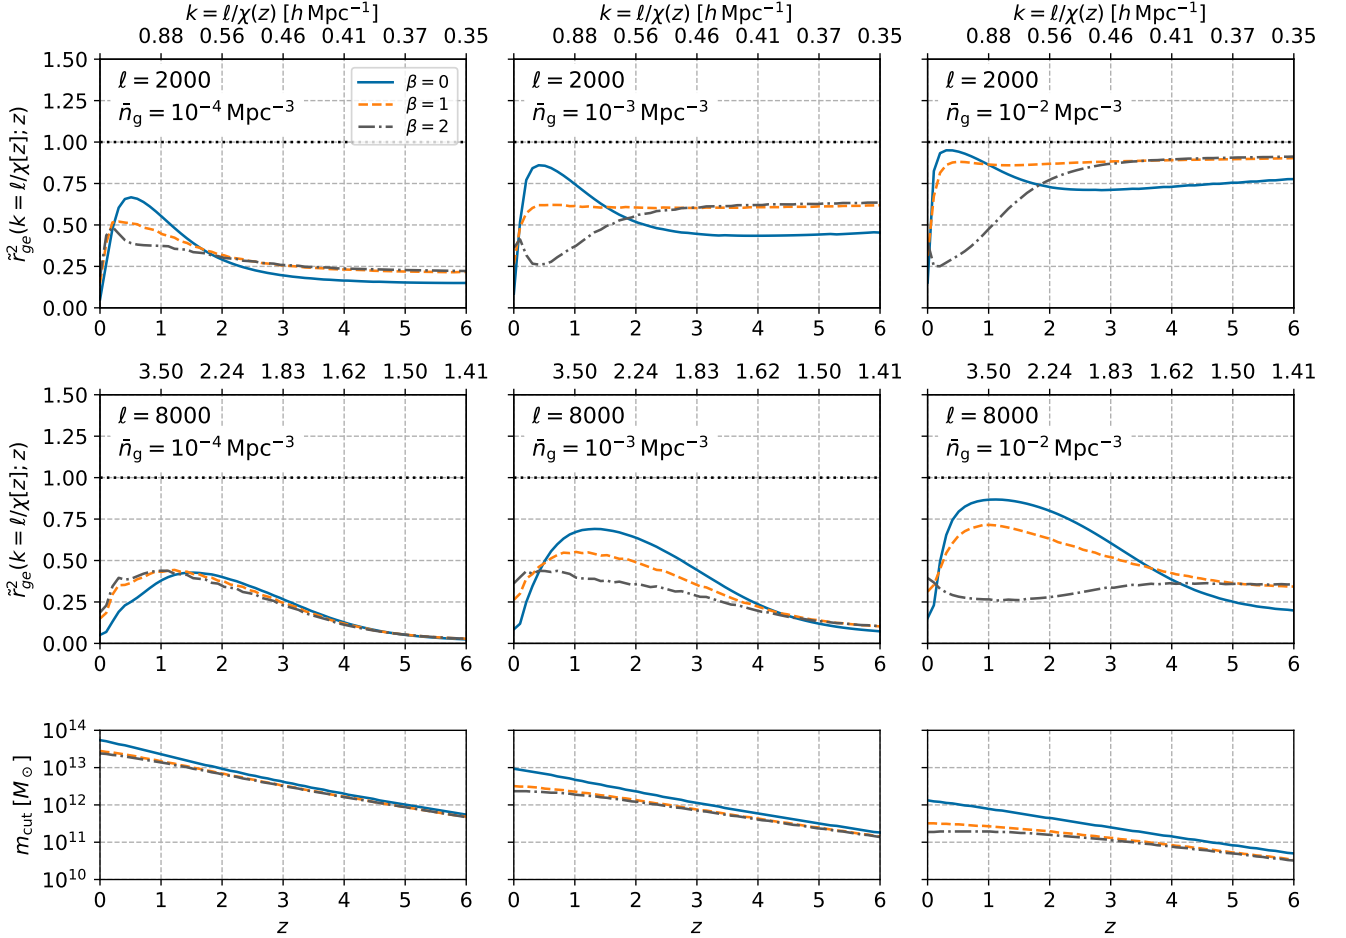 k = ℓ/χ(z) [h Mpc⁻¹] k = ℓ/χ(z) [h Mpc⁻¹] k = ℓ/χ(z) [h Mpc⁻¹]
0.88 0.56 0.46 0.41 0.37 0.35 0.88 0.56 0.46 0.41 0.37 0.35 0.88 0.56 0.46 0.41 0.37 0.35
r̃²ge(k = ℓ/χ[z]; z)
1.50
1.25
1.00
0.75
0.50
0.25
0.00
ℓ = 2000
n̄g = 10⁻⁴ Mpc⁻³
β = 0
β = 1
β = 2
ℓ = 2000
n̄g = 10⁻³ Mpc⁻³
ℓ = 2000
n̄g = 10⁻² Mpc⁻³
0 1 2 3 4 5 6 0 1 2 3 4 5 6 0 1 2 3 4 5 6
3.50 2.24 1.83 1.62 1.50 1.41 3.50 2.24 1.83 1.62 1.50 1.41 3.50 2.24 1.83 1.62 1.50 1.41
r̃²ge(k = ℓ/χ[z]; z)
1.50
1.25
1.00
0.75
0.50
0.25
0.00
ℓ = 8000
n̄g = 10⁻⁴ Mpc⁻³
ℓ = 8000
n̄g = 10⁻³ Mpc⁻³
ℓ = 8000
n̄g = 10⁻² Mpc⁻³
0 1 2 3 4 5 6 0 1 2 3 4 5 6 0 1 2 3 4 5 6
mcut [M⊙]
10¹⁴
10¹³
10¹²
10¹¹
10¹⁰
0 1 2 3 4 5 6 0 1 2 3 4 5 6 0 1 2 3 4 5 6
z z z